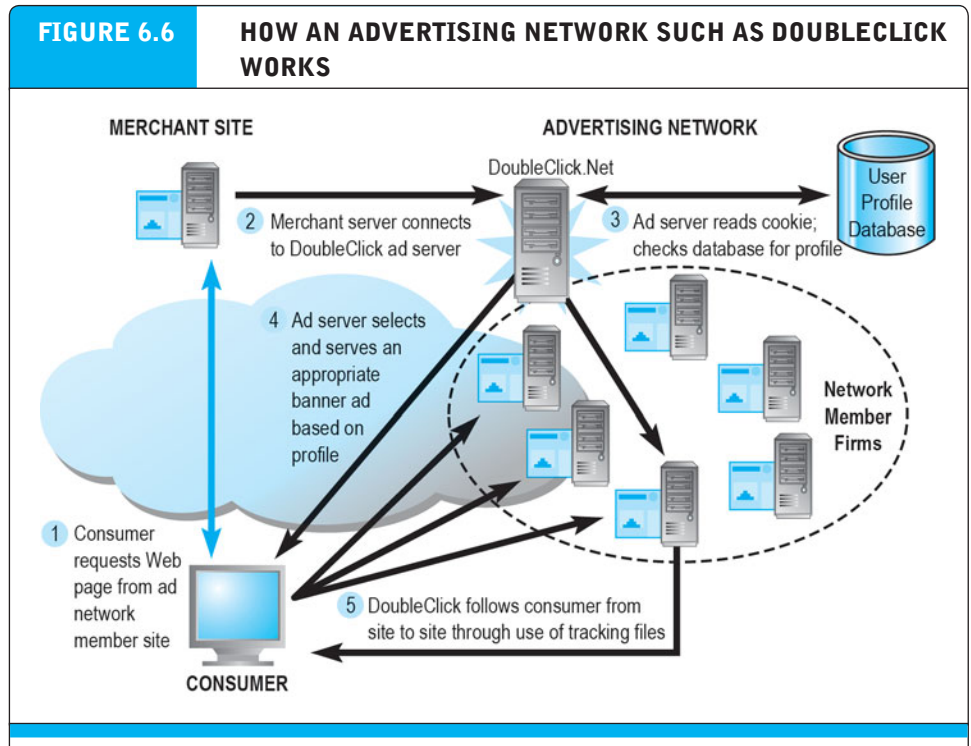 FIGURE 6.6
HOW AN ADVERTISING NETWORK SUCH AS DOUBLECLICK
WORKS
MERCHANT SITE
ADVERTISING NETWORK
DoubleClick.Net
User
Profile
Database
2 Merchant server connects
to DoubleClick ad server
3 Ad server reads cookie;
checks database for profile
4 Ad server selects
and serves an
appropriate
banner ad
based on
profile
Network
Member
Firms
1 Consumer
requests Web
page from ad
network
member site
5 DoubleClick follows consumer from
site to site through use of tracking files
CONSUMER